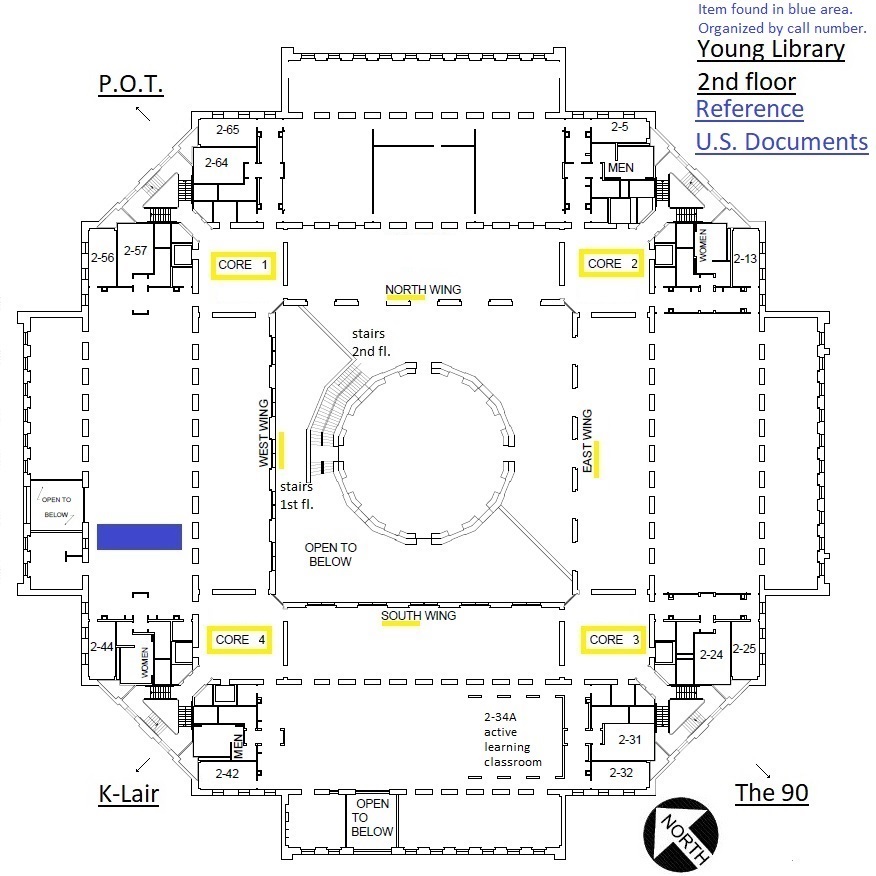 Item found in blue area.
Organized by call number.
Young Library
2nd floor
Reference
U.S. Documents
P.O.T.
2-65
2-64
2-5
MEN
2-56
2-57
WOMEN
2-13
CORE 1
CORE 2
NORTH WING
stairs
2nd fl.
WEST WING
EAST WING
stairs
1st fl.
OPEN TO
BELOW
OPEN TO
BELOW
SOUTH WING
CORE 4
CORE 3
2-44
WOMEN
2-24
2-25
MEN
2-42
2-34A
active
learning
classroom
2-31
2-32
K-Lair
OPEN
TO
BELOW
The 90
NORTH